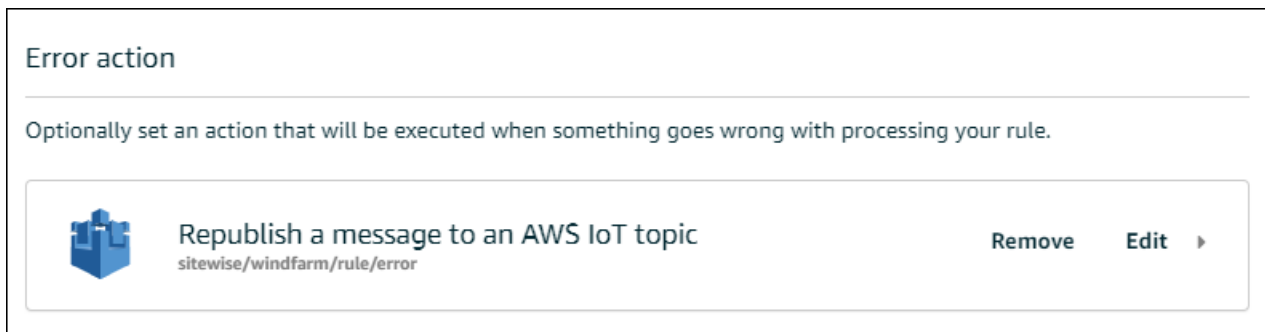 Error action
Optionally set an action that will be executed when something goes wrong with processing your rule.
Republish a message to an AWS IoT topic
Remove Edit
sitewise/windfarm/rule/error